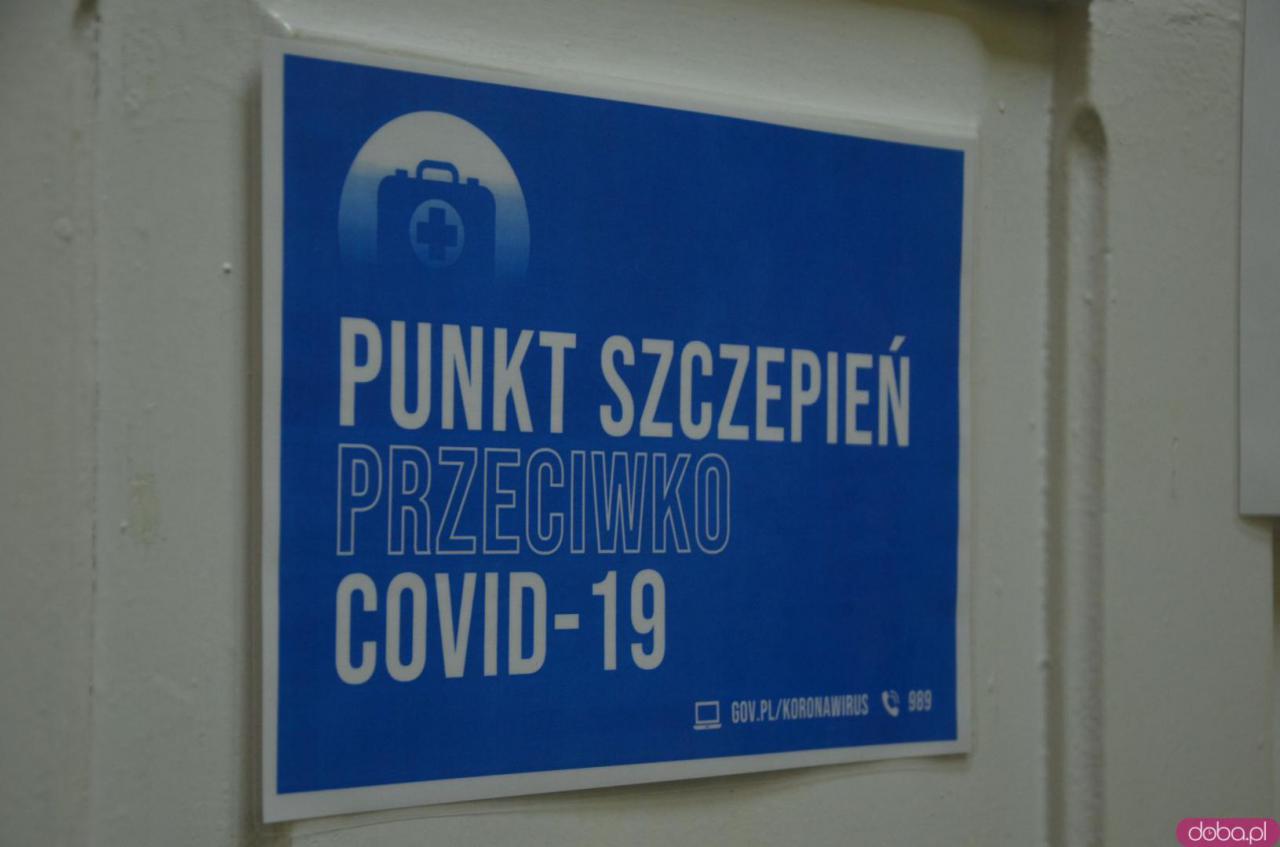 PUNKT SZCZEPIEŃ
PRZECIWKO
COVID-19
GOV.PL/KORONAWIRUS 989
doba.pl